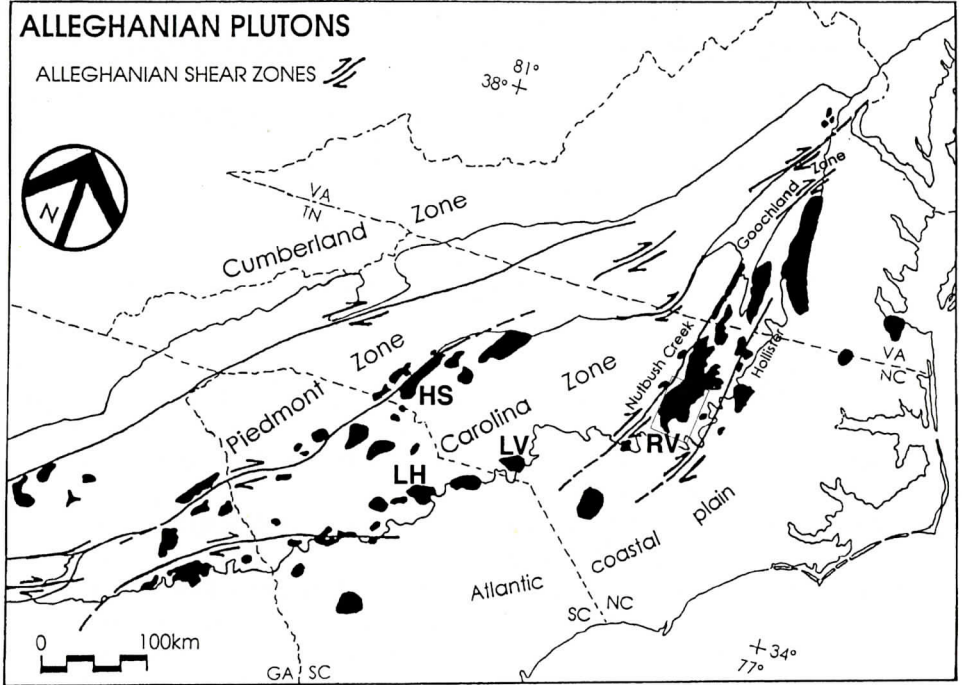 ALLEGHANIAN PLUTONS
ALLEGHANIAN SHEAR ZONES
81°
38°
N
VA
TN
Cumberland Zone
Goochland Zone
Piedmont Zone
HS
Carolina Zone
Nutbush Creek
Hollister
VA
NC
LV
RV
LH
Atlantic coastal plain
SC NC
0 100km
GA SC
34°
77°